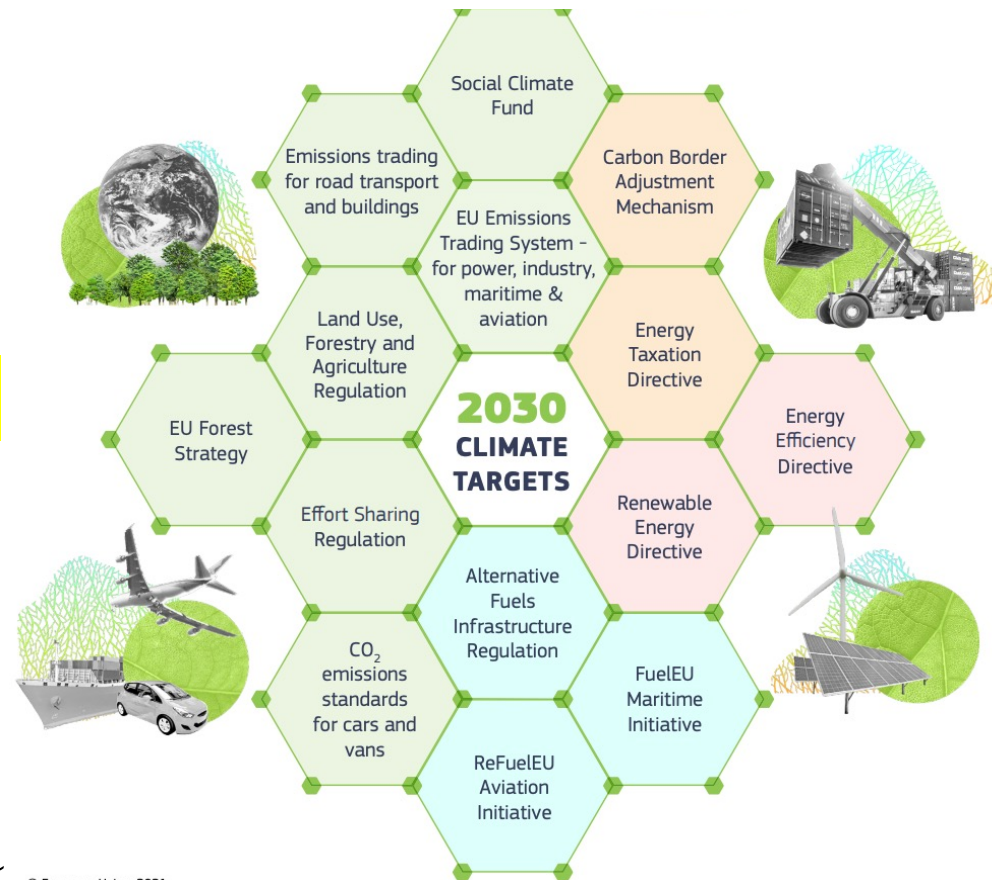 Social Climate
Fund
Emissions trading
for road transport
and buildings
Carbon Border
Adjustment
Mechanism
EU Emissions
Trading System -
for power, industry,
maritime &
aviation
Land Use,
Forestry and
Agriculture
Regulation
Energy
Taxation
Directive
EU Forest
Strategy
2030
CLIMATE
TARGETS
Energy
Efficiency
Directive
Effort Sharing
Regulation
Renewable
Energy
Directive
Alternative
Fuels
Infrastructure
Regulation
CO₂
emissions
standards
for cars and
vans
FuelEU
Maritime
Initiative
ReFuelEU
Aviation
Initiative